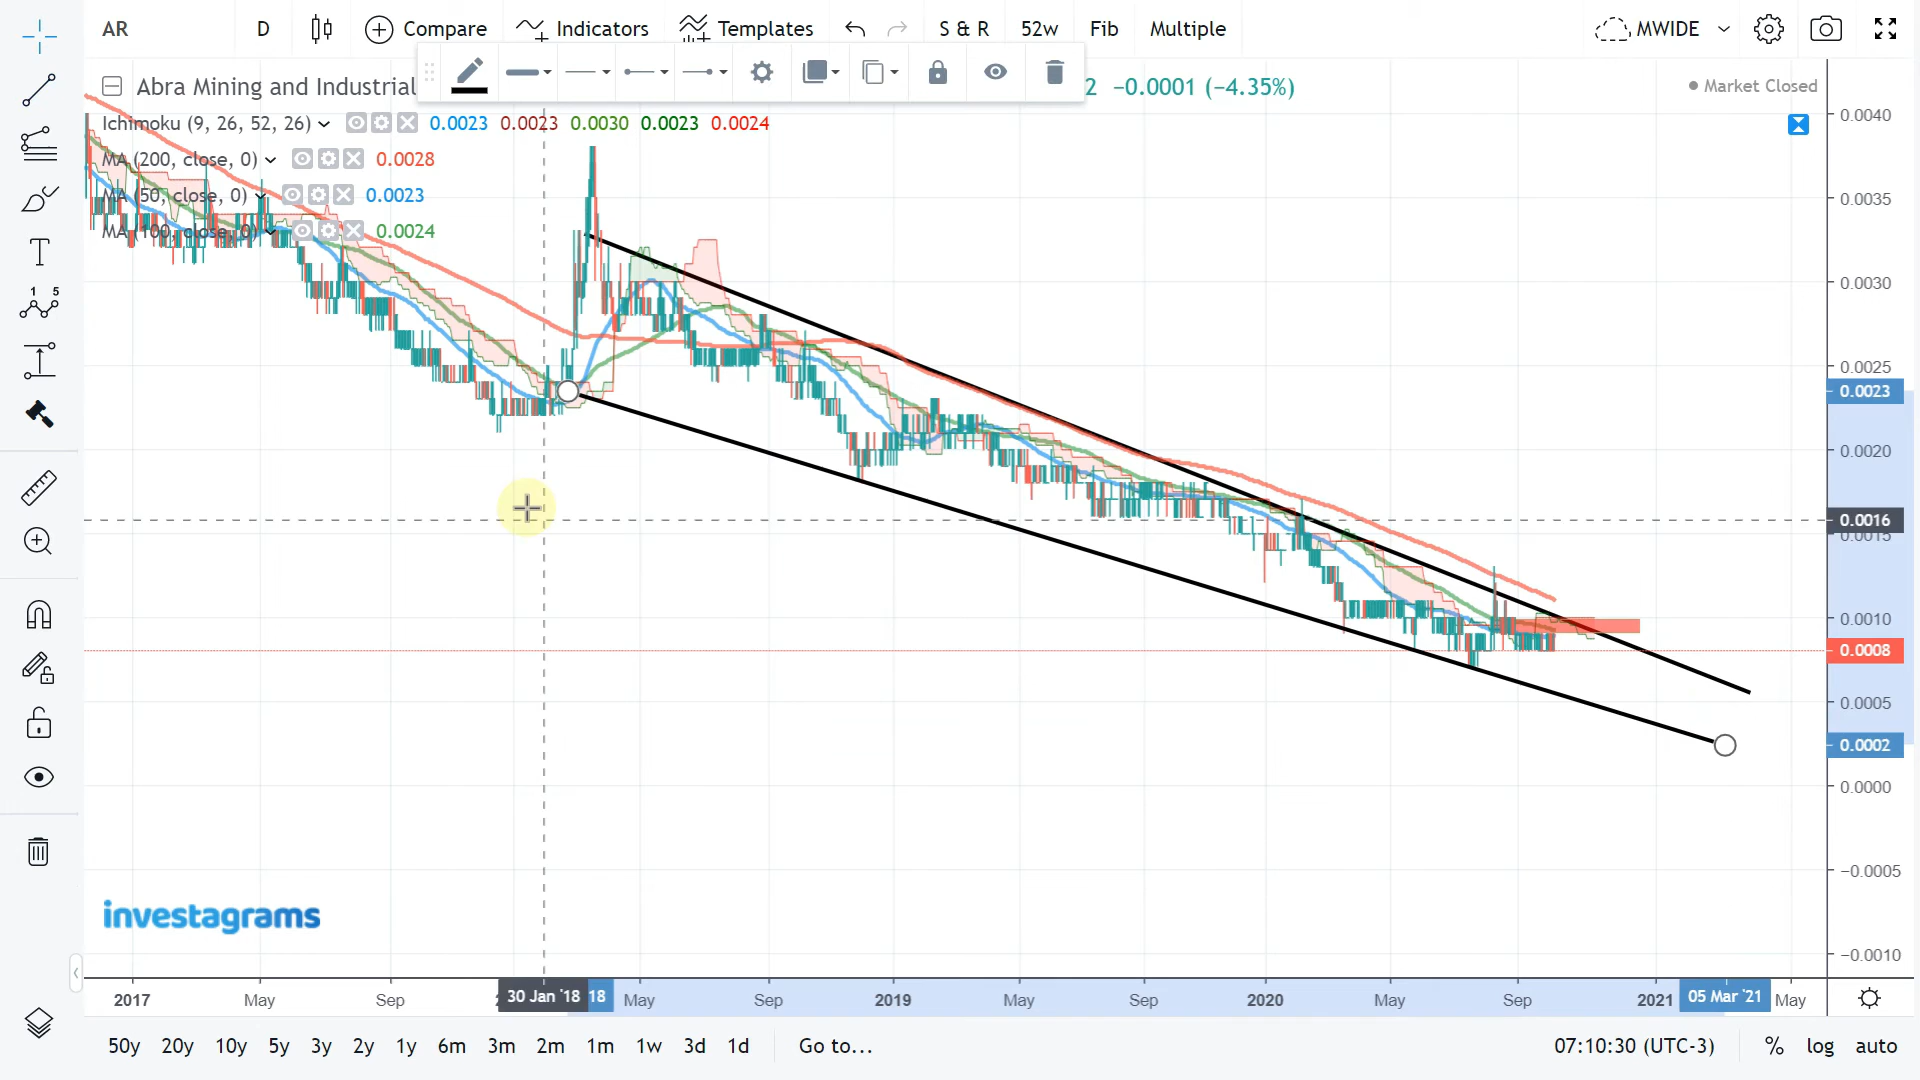 AR D Compare Indicators Templates S & R 52w Fib Multiple MWIDE
Abra Mining and Industrial 2 −0.0001 (−4.35%) Market Closed
Ichimoku (9, 26, 52, 26) 0.0023 0.0023 0.0030 0.0023 0.0024
MA (200, close, 0) 0.0028
MA (50, close, 0) 0.0023
MA (100, close, 0) 0.0024
1 5
0.0040
0.0035
0.0030
0.0025
0.0023
0.0020
0.0016
0.0015
0.0010
0.0008
0.0005
0.0002
0.0000
−0.0005
−0.0010
investagrams
2017 May Sep 30 Jan '18 18 May Sep 2019 May Sep 2020 May Sep 2021 05 Mar '21 May
50y 20y 10y 5y 3y 2y 1y 6m 3m 2m 1m 1w 3d 1d Go to... 07:10:30 (UTC-3) % log auto